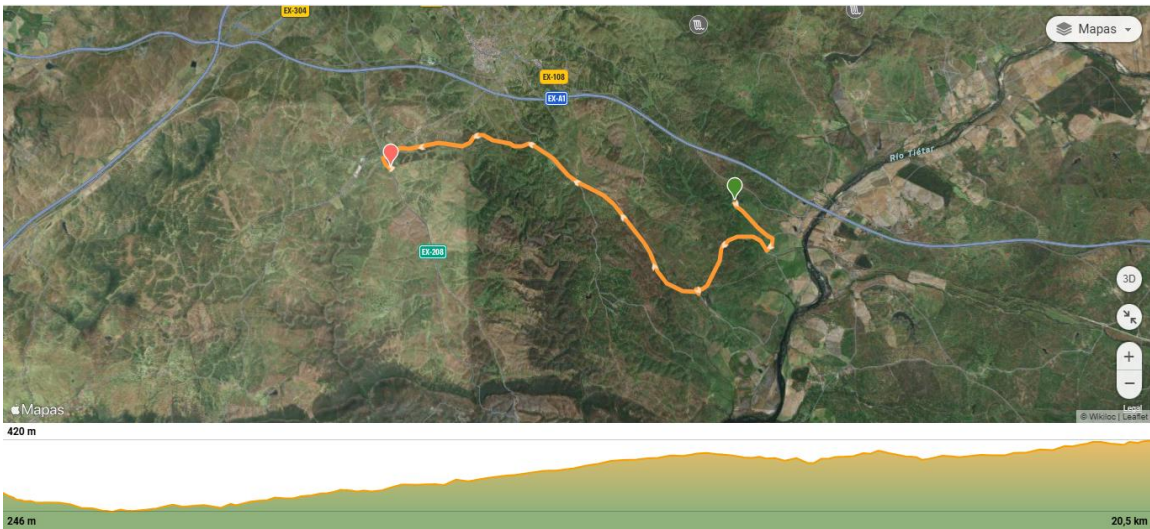 EX-304
Mapas
EX-108
EX-A1
Río Tiétar
EX-208
3D
+
−
Legal
Mapas
© Wikiloc | Leaflet
420 m
246 m
20,5 km